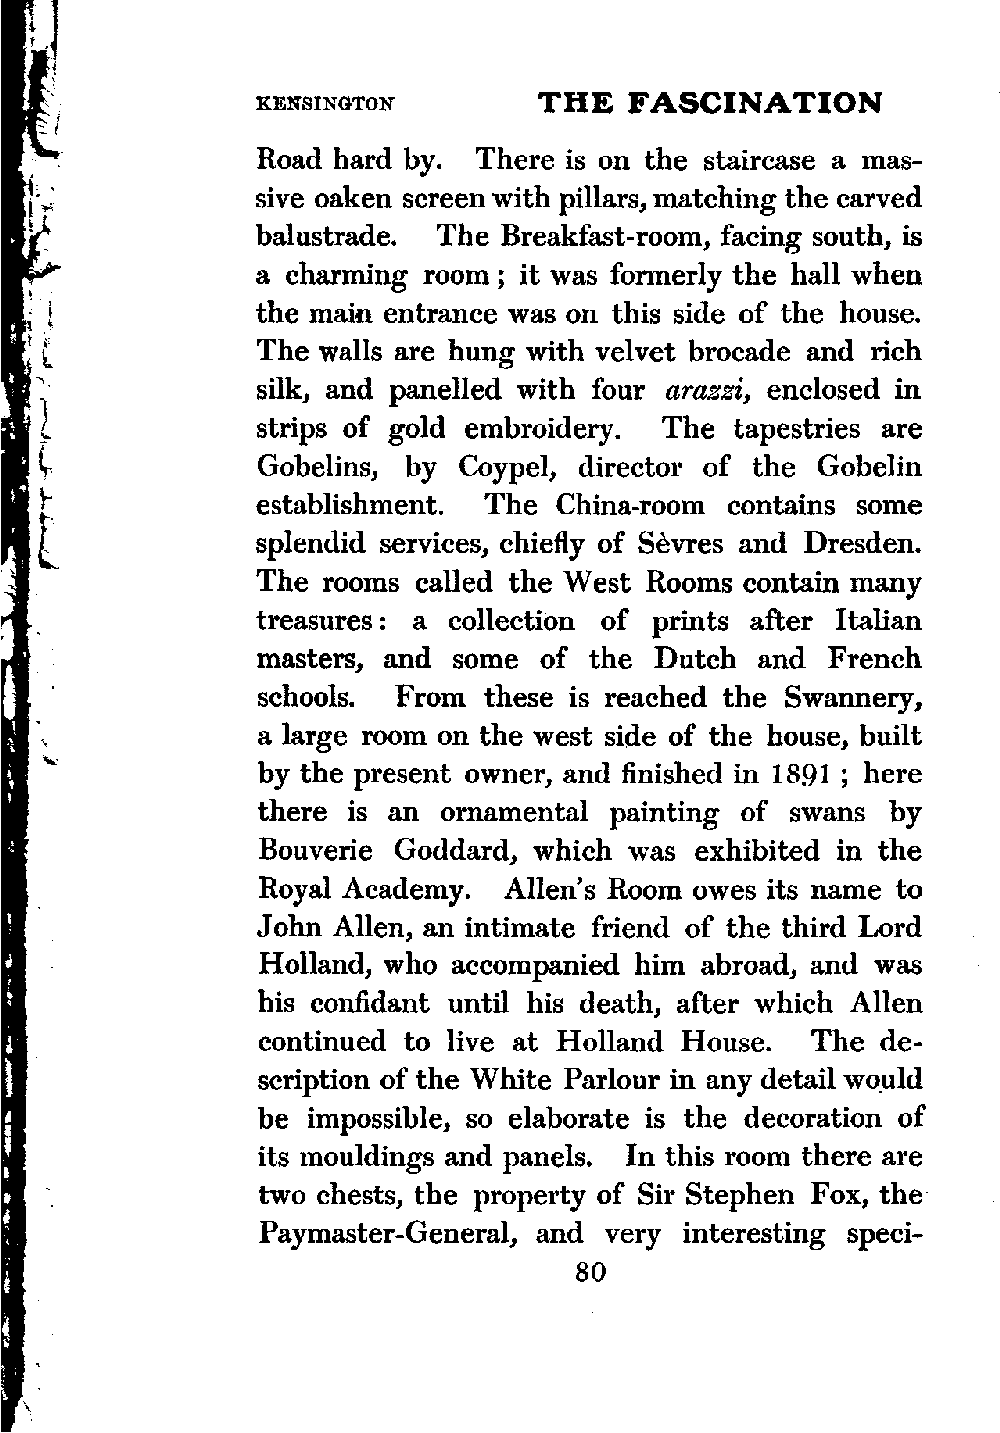 KENSINGTON THE FASCINATION
Road hard by. There is on the staircase a mas-
sive oaken screen with pillars, matching the carved
balustrade. The Breakfast-room, facing south, is
a charming room ; it was formerly the hall when
the main entrance was on this side of the house.
The walls are hung with velvet brocade and rich
silk, and panelled with four arazzi, enclosed in
strips of gold embroidery. The tapestries are
Gobelins, by Coypel, director of the Gobelin
establishment. The China-room contains some
splendid services, chiefly of Sèvres and Dresden.
The rooms called the West Rooms contain many
treasures : a collection of prints after Italian
masters, and some of the Dutch and French
schools. From these is reached the Swannery,
a large room on the west side of the house, built
by the present owner, and finished in 1891 ; here
there is an ornamental painting of swans by
Bouverie Goddard, which was exhibited in the
Royal Academy. Allen's Room owes its name to
John Allen, an intimate friend of the third Lord
Holland, who accompanied him abroad, and was
his confidant until his death, after which Allen
continued to live at Holland House. The de-
scription of the White Parlour in any detail would
be impossible, so elaborate is the decoration of
its mouldings and panels. In this room there are
two chests, the property of Sir Stephen Fox, the
Paymaster-General, and very interesting speci-
80